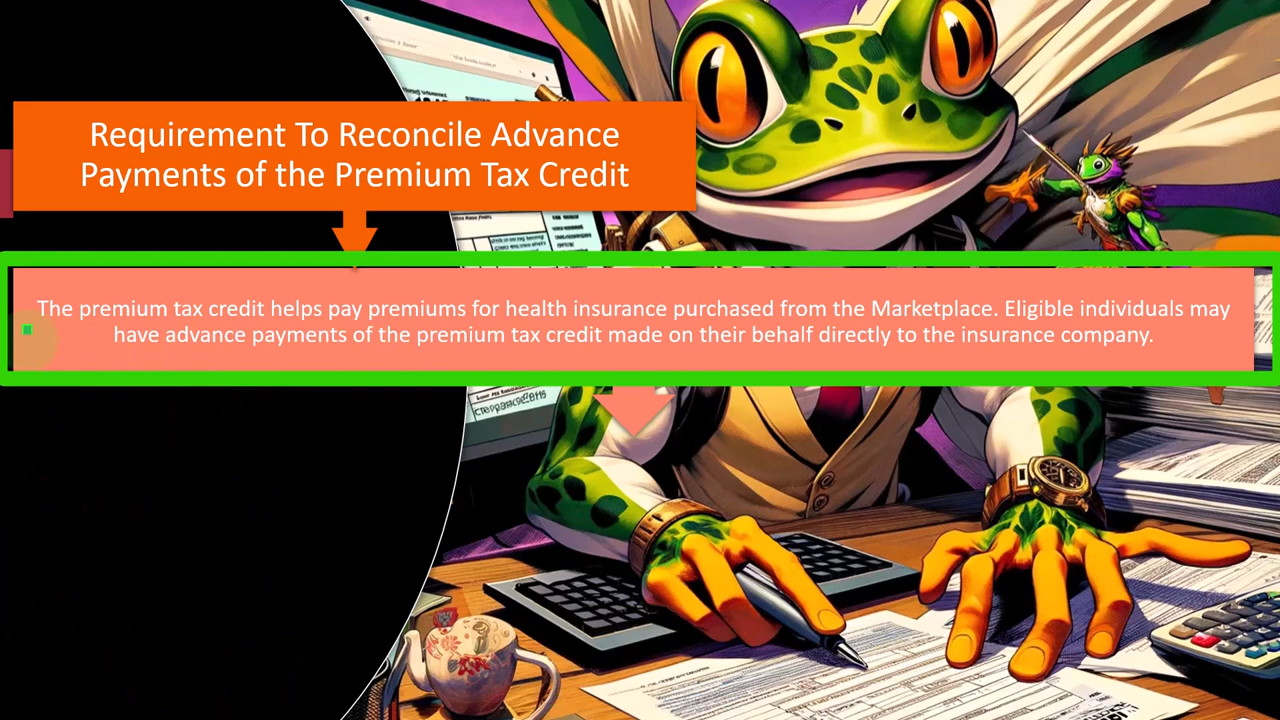 Requirement To Reconcile Advance
Payments of the Premium Tax Credit
The premium tax credit helps pay premiums for health insurance purchased from the Marketplace. Eligible individuals may
have advance payments of the premium tax credit made on their behalf directly to the insurance company.